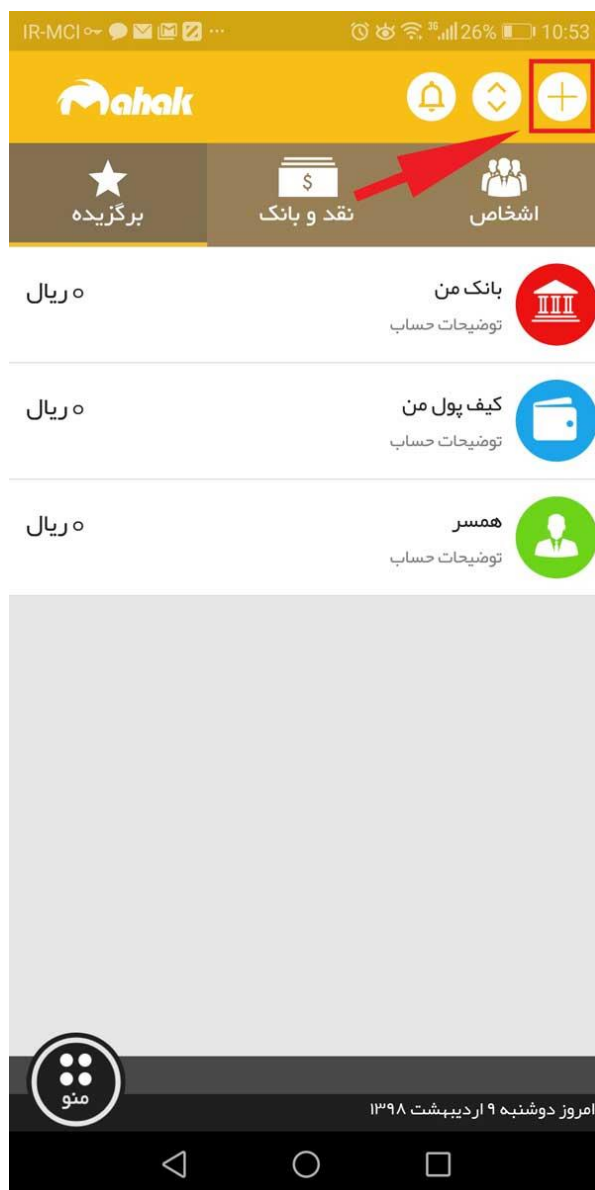 IR-MCI ... 3G 26% 10:53
Mahak
اشخاص
نقد و بانک
برگزیده
بانک من
۰ ریال
توضیحات حساب
کیف پول من
۰ ریال
توضیحات حساب
همسر
۰ ریال
توضیحات حساب
منو
امروز دوشنبه ۹ اردیبهشت ۱۳۹۸